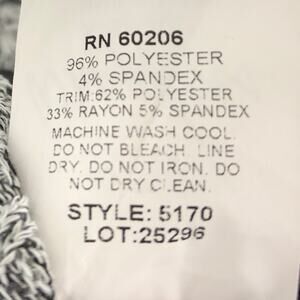 RN 60206
96% POLYESTER
4% SPANDEX
TRIM:62% POLYESTER
33% RAYON 5% SPANDEX
MACHINE WASH COOL.
DO NOT BLEACH. LINE
DRY. DO NOT IRON. DO
NOT DRY CLEAN.
STYLE: 5170
LOT:25296